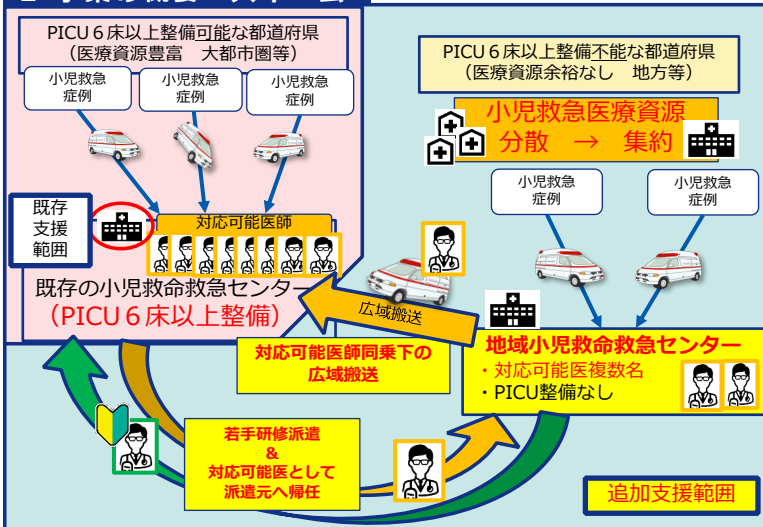 PICU６床以上整備可能な都道府県
（医療資源豊富　大都市圏等）
小児救急
症例
小児救急
症例
小児救急
症例
既存
支援
範囲
対応可能医師
既存の小児救命救急センター
（PICU６床以上整備）
PICU６床以上整備不能な都道府県
（医療資源余裕なし　地方等）
小児救急医療資源
分散　→　集約
小児救急
症例
小児救急
症例
広域搬送
地域小児救命救急センター
・対応可能医複数名
・PICU整備なし
対応可能医師同乗下の
広域搬送
若手研修派遣
&
対応可能医として
派遣元へ帰任
追加支援範囲